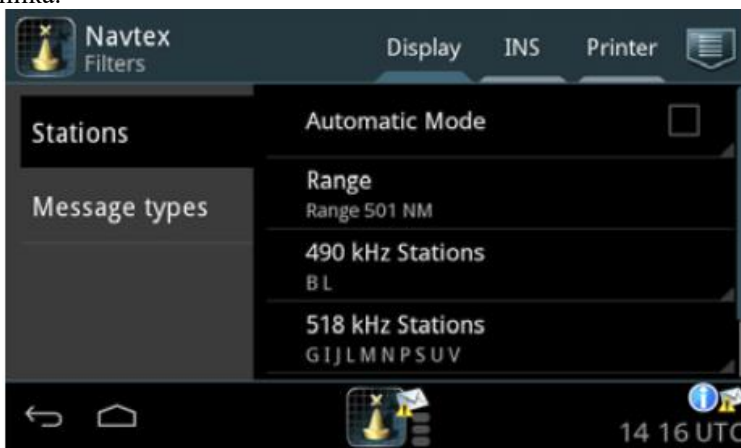 Navtex
Filters
Display INS Printer
Stations
Message types
Automatic Mode
Range
Range 501 NM
490 kHz Stations
B L
518 kHz Stations
G I J L M N P S U V
14 16 UTC